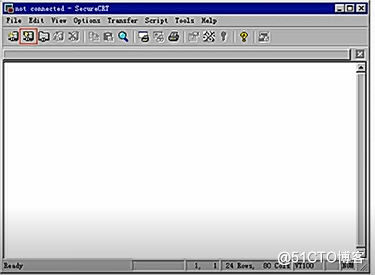 not connected - SecureCRT
File Edit View Options Transfer Script Tools Help
Ready 1, 1 24 Rows, 80 Cols VT100 NUM
@51CTO博客